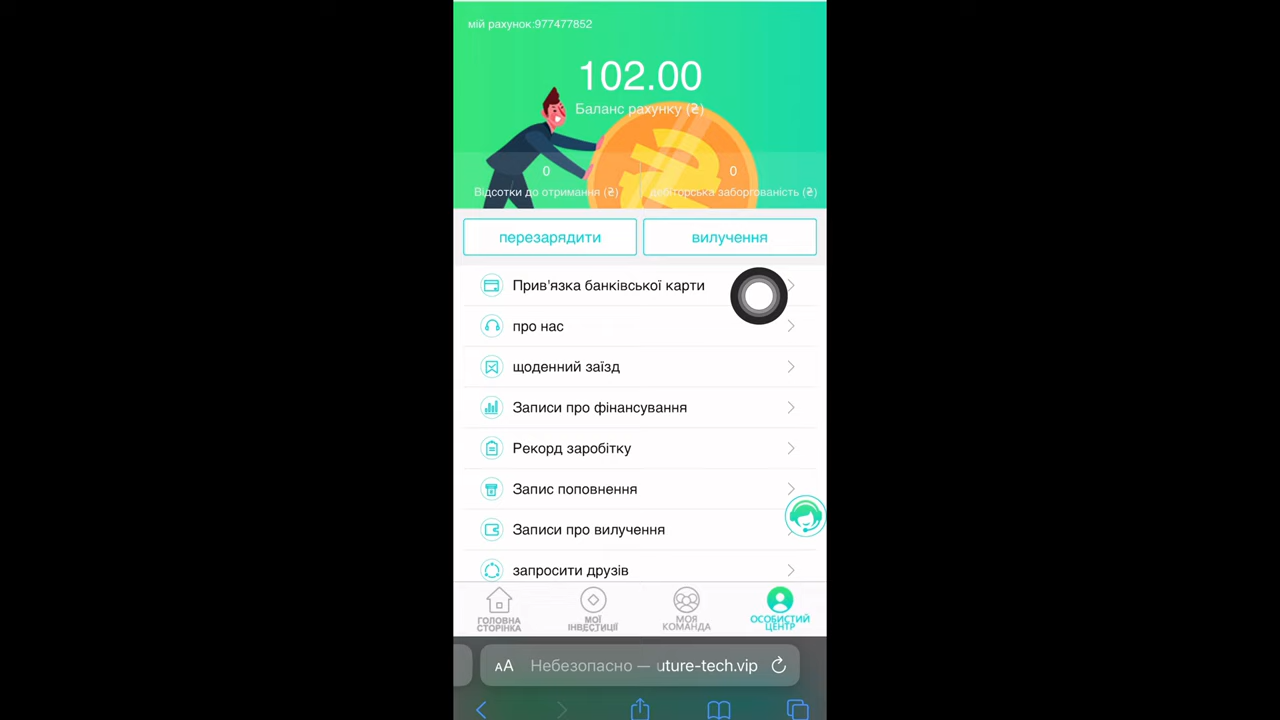 мій рахунок:977477852
102.00
Баланс рахунку (₴)
0
0
Відсотки до отримання (₴)
дебіторська заборгованість (₴)
перезарядити
вилучення
Прив'язка банківської карти
про нас
щоденний заїзд
Записи про фінансування
Рекорд заробітку
Запис поповнення
Записи про вилучення
запросити друзів
ГОЛОВНА
СТОРІНКА
МОЇ
ІНВЕСТИЦІЇ
МОЯ
КОМАНДА
ОСОБИСТИЙ
ЦЕНТР
AA Небезопасно — uture-tech.vip